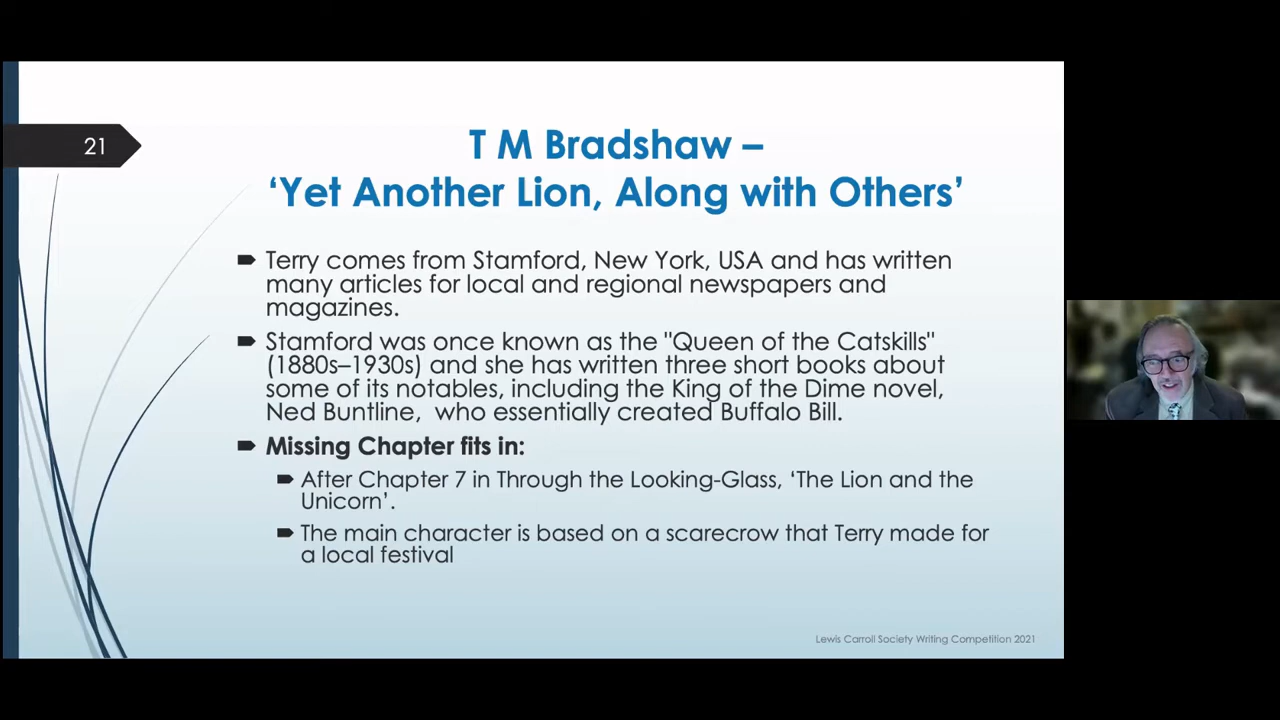 21
T M Bradshaw –
‘Yet Another Lion, Along with Others’
Terry comes from Stamford, New York, USA and has written
many articles for local and regional newspapers and
magazines.
Stamford was once known as the "Queen of the Catskills"
(1880s–1930s) and she has written three short books about
some of its notables, including the King of the Dime novel,
Ned Buntline,  who essentially created Buffalo Bill.
Missing Chapter fits in:
After Chapter 7 in Through the Looking-Glass, ‘The Lion and the
Unicorn’.
The main character is based on a scarecrow that Terry made for
a local festival
Lewis Carroll Society Writing Competition 2021